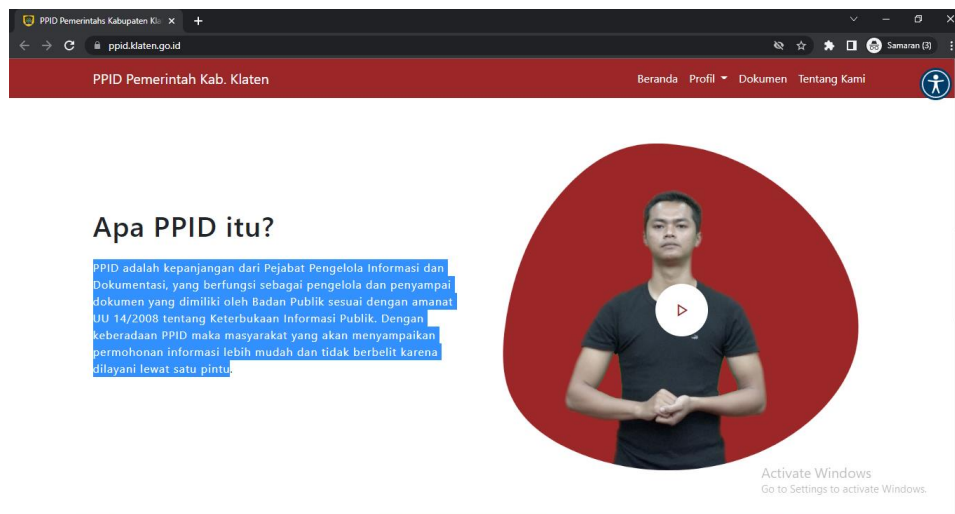 PPID Pemerintahs Kabupaten Kla
ppid.klaten.go.id
Samaran (3)
PPID Pemerintah Kab. Klaten
Beranda Profil Dokumen Tentang Kami
Apa PPID itu?
PPID adalah kepanjangan dari Pejabat Pengelola Informasi dan
Dokumentasi, yang berfungsi sebagai pengelola dan penyampai
dokumen yang dimiliki oleh Badan Publik sesuai dengan amanat
UU 14/2008 tentang Keterbukaan Informasi Publik. Dengan
keberadaan PPID maka masyarakat yang akan menyampaikan
permohonan informasi lebih mudah dan tidak berbelit karena
dilayani lewat satu pintu.
Activate Windows
Go to Settings to activate Windows.